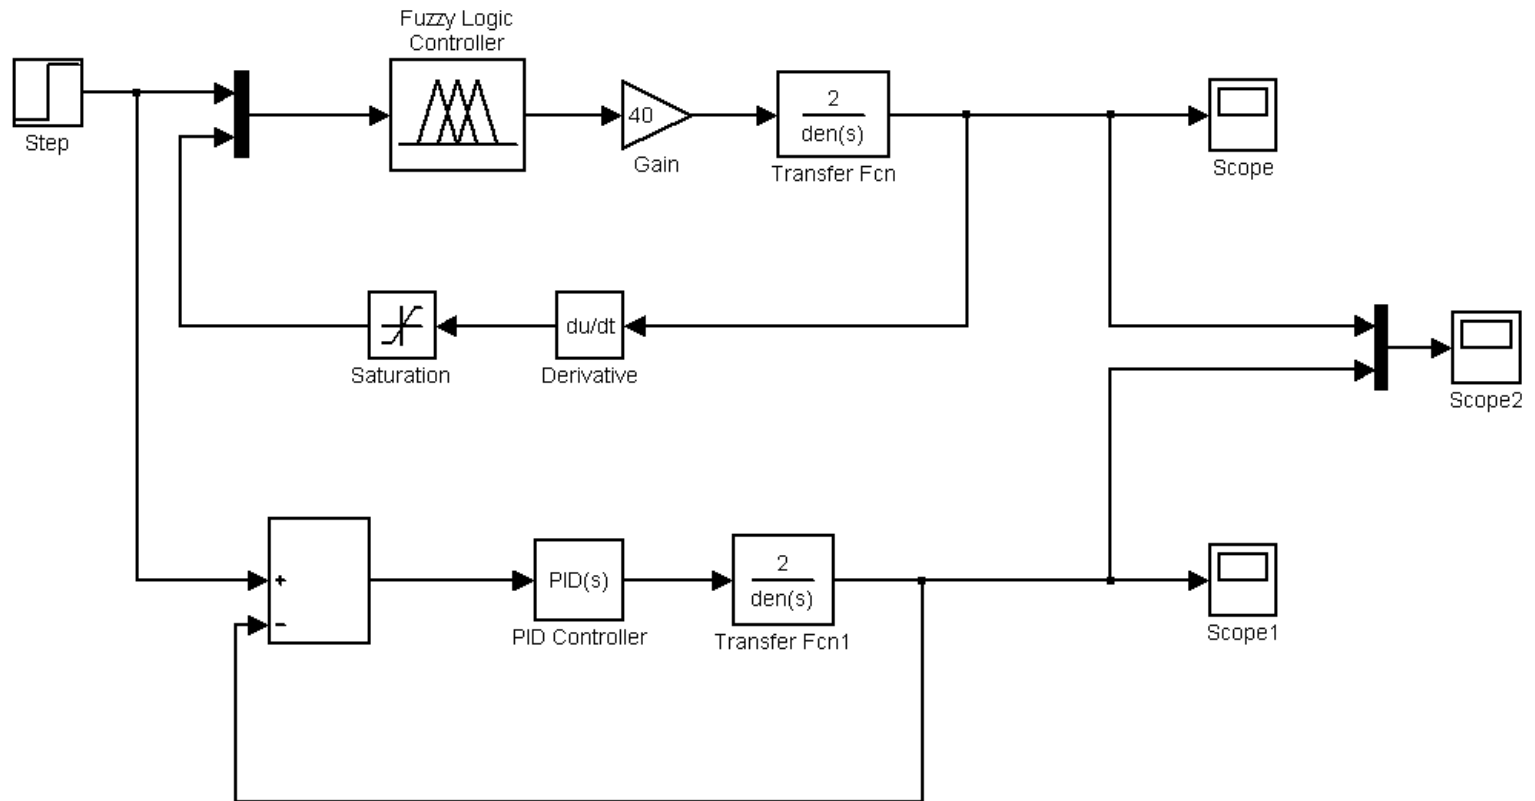 Fuzzy Logic
Controller
Step
40
Gain
2
den(s)
Transfer Fcn
Scope
Saturation
du/dt
Derivative
Scope2
+
−
PID(s)
PID Controller
2
den(s)
Transfer Fcn1
Scope1